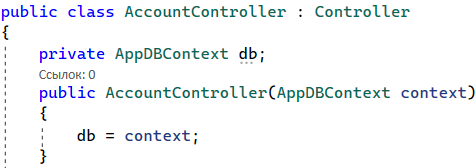 public class AccountController : Controller
{
private AppDBContext db;
Ссылок: 0
public AccountController(AppDBContext context)
{
db = context;
}